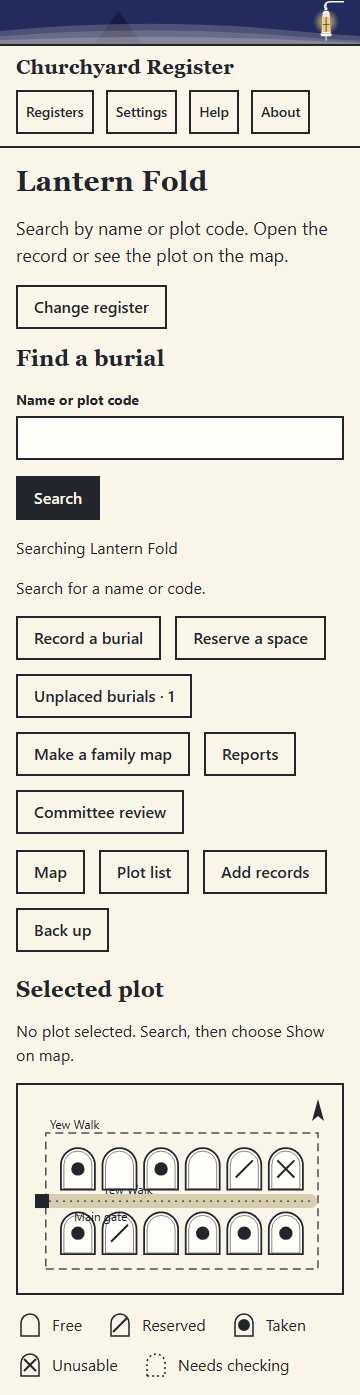 Churchyard Register
Registers Settings Help About
Lantern Fold
Search by name or plot code. Open the
record or see the plot on the map.
Change register
Find a burial
Name or plot code
Search
Searching Lantern Fold
Search for a name or code.
Record a burial Reserve a space
Unplaced burials · 1
Make a family map Reports
Committee review
Map Plot list Add records
Back up
Selected plot
No plot selected. Search, then choose Show
on map.
Yew Walk
Yew Walk
Main gate
Free Reserved Taken
Unusable Needs checking